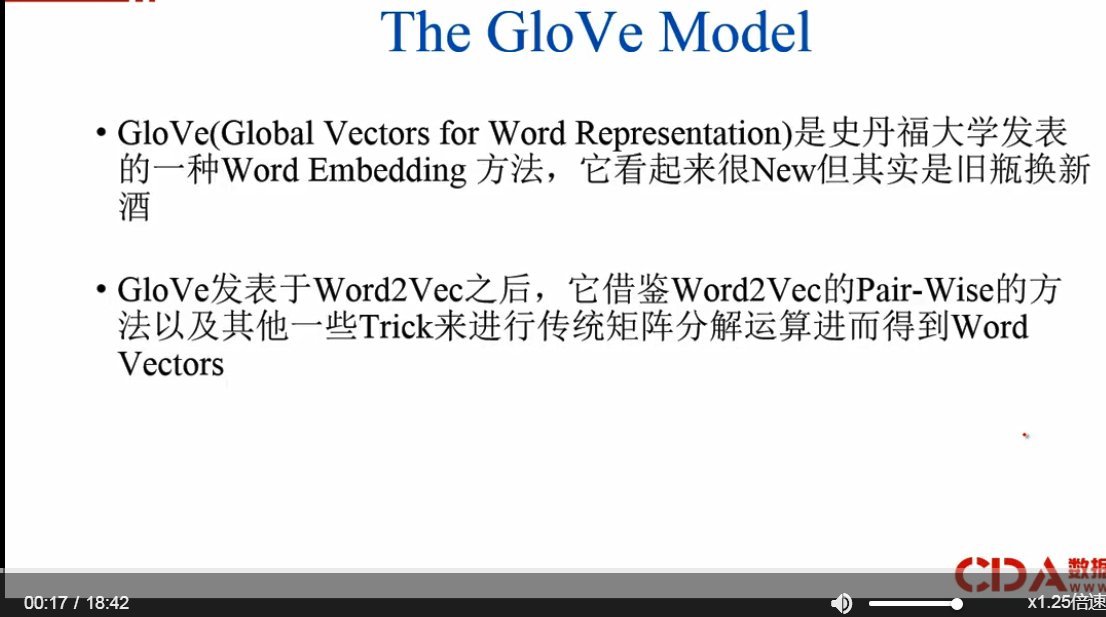 The GloVe Model
• GloVe(Global Vectors for Word Representation)是史丹福大学发表
的一种Word Embedding 方法，它看起来很New但其实是旧瓶换新
酒
• GloVe发表于Word2Vec之后，它借鉴Word2Vec的Pair-Wise的方
法以及其他一些Trick来进行传统矩阵分解运算进而得到Word
Vectors
CDA 数据
www
00:17 / 18:42
x1.25倍速